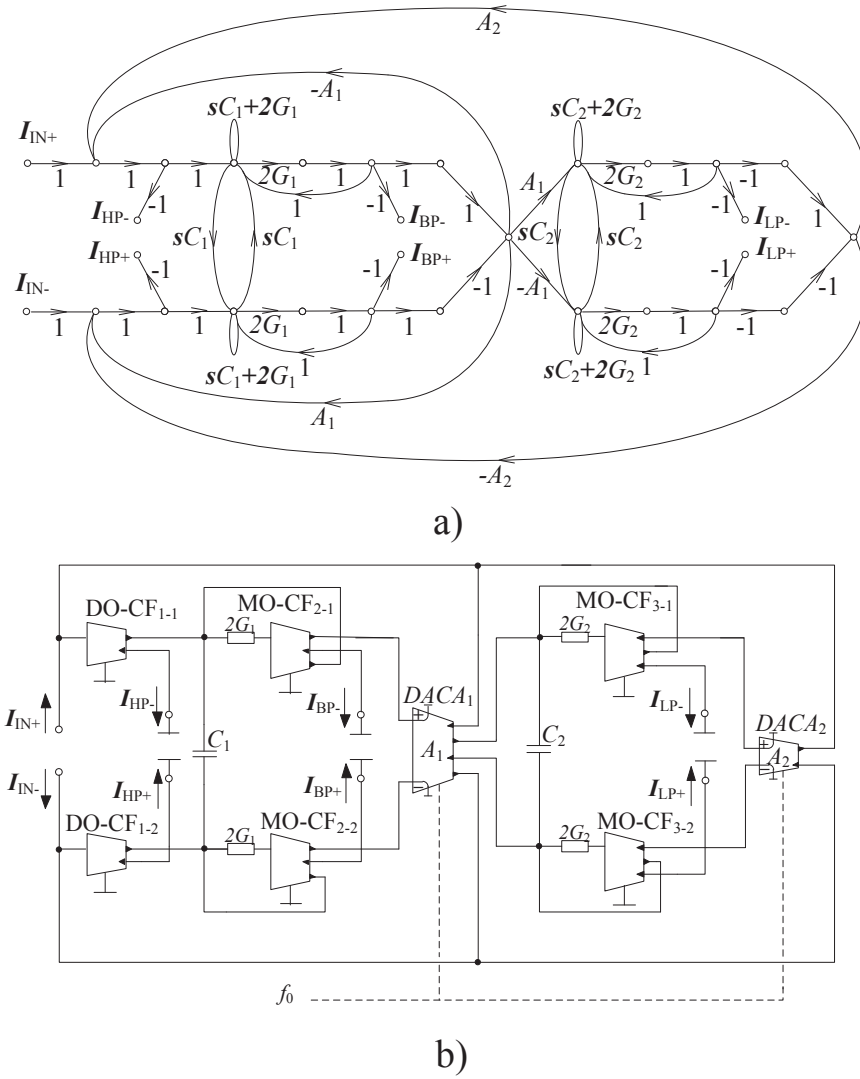 A2
-A1
sC1+2G1
sC2+2G2
IIN+
1
1
1
2G1
1
1
1
A1
2G2
1
-1
1
IHP-
-1
1
IBP-
-1
1
ILP-
-1
sC1
sC1
sC2
sC2
IHP+
-1
IBP+
-1
ILP+
-1
IIN-
1
1
1
2G1
1
1
-1
-A1
2G2
1
-1
-1
1
1
sC1+2G1
sC2+2G2
A1
-A2
a)
DO-CF1-1
MO-CF2-1
MO-CF3-1
2G1
2G2
IIN+
IHP-
IBP-
DACA1
ILP-
DACA2
+
+
C1
A1
C2
A2
−
−
IIN-
IHP+
IBP+
ILP+
DO-CF1-2
MO-CF2-2
MO-CF3-2
2G1
2G2
f0
b)